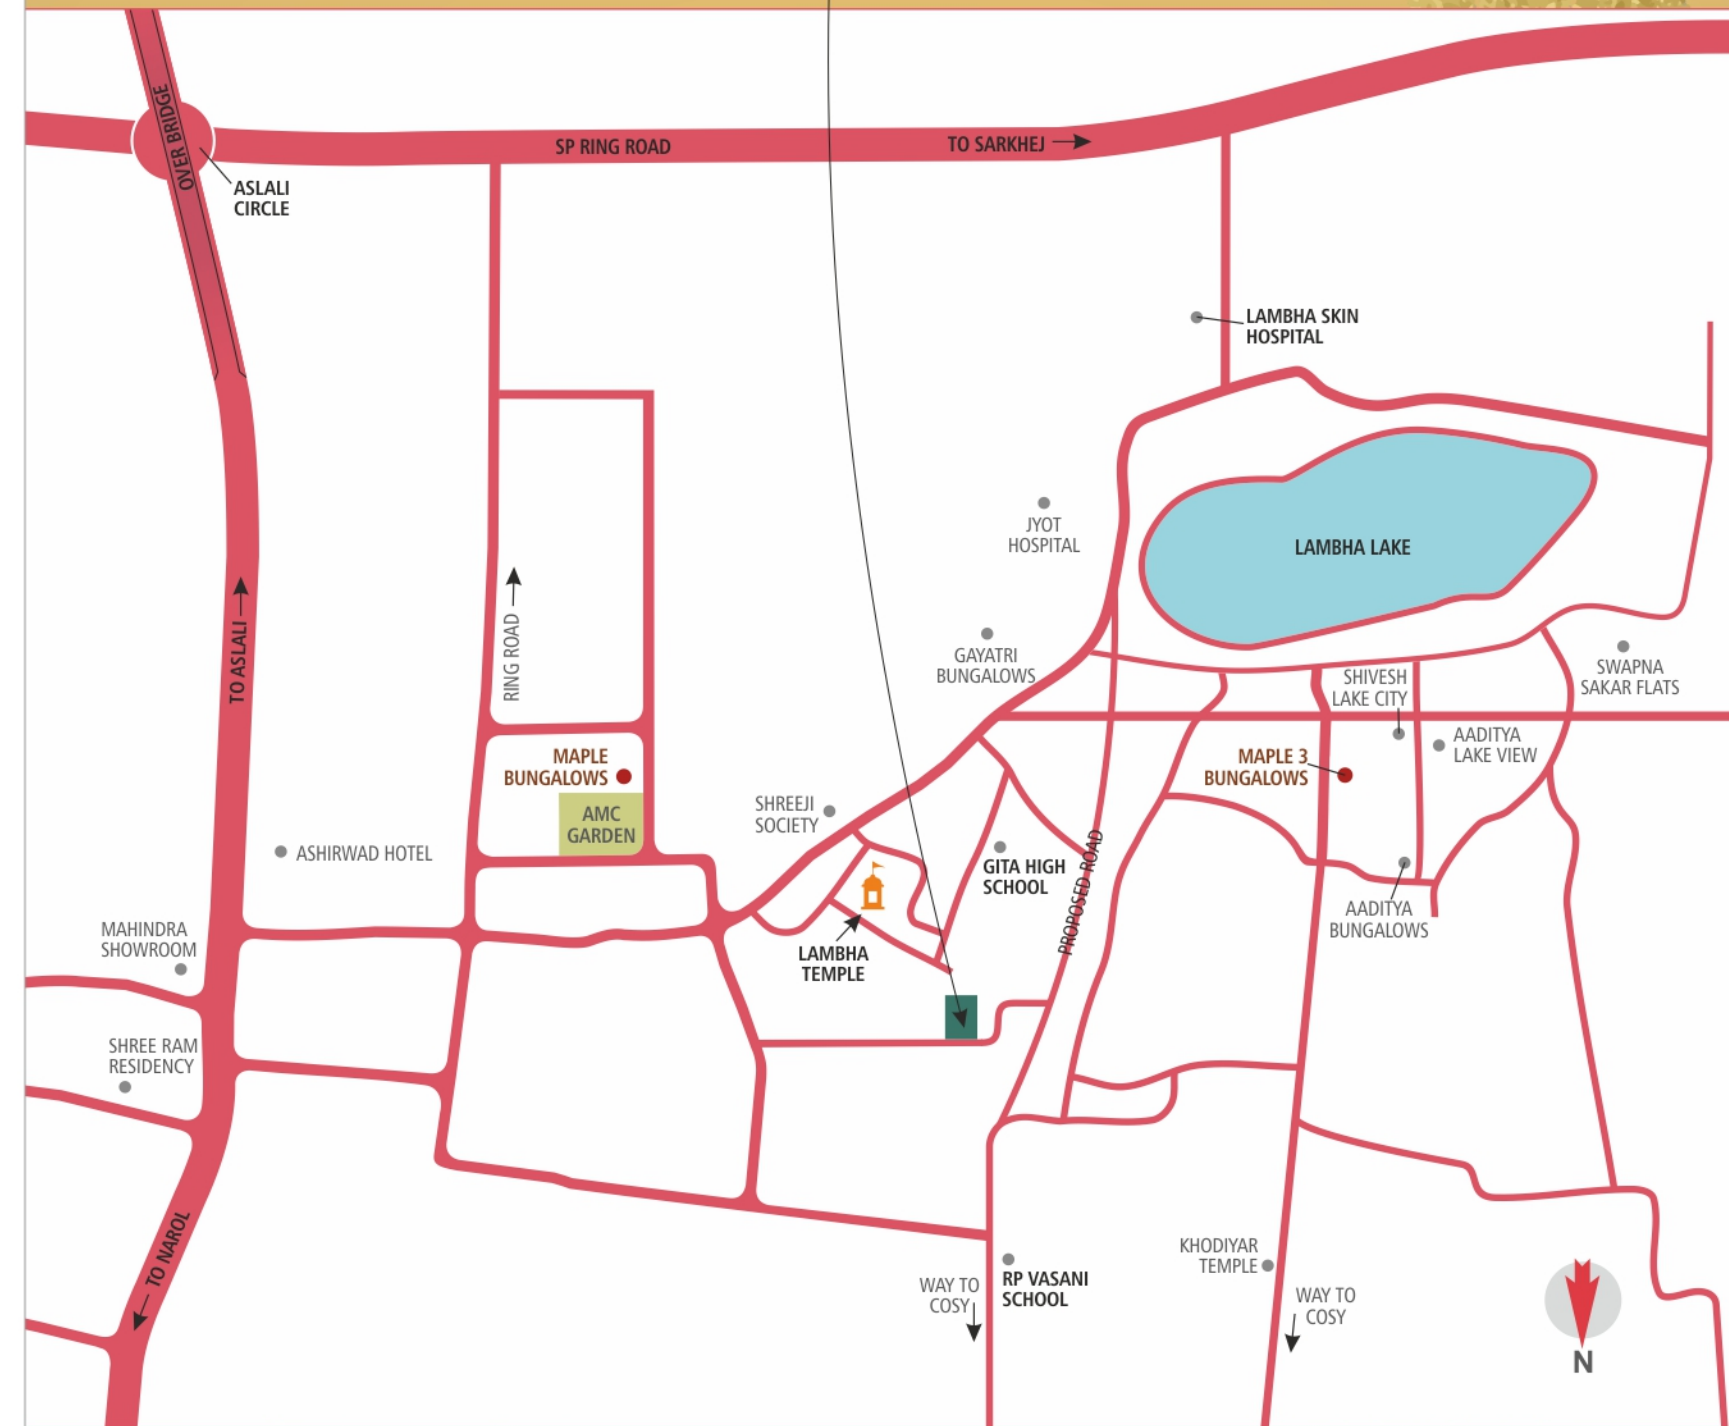 OVER BRIDGE
SP RING ROAD
TO SARKHEJ
ASLALI
CIRCLE
LAMBHA SKIN
HOSPITAL
JYOT
HOSPITAL
LAMBHA LAKE
TO ASLALI
RING ROAD
GAYATRI
BUNGALOWS
SHIVESH
LAKE CITY
SWAPNA
SAKAR FLATS
MAPLE
BUNGALOWS
MAPLE 3
BUNGALOWS
AADITYA
LAKE VIEW
AMC
GARDEN
SHREEJI
SOCIETY
ASHIRWAD HOTEL
GITA HIGH
SCHOOL
PROPOSED ROAD
AADITYA
BUNGALOWS
MAHINDRA
SHOWROOM
LAMBHA
TEMPLE
SHREE RAM
RESIDENCY
TO NAROL
WAY TO
COSY
RP VASANI
SCHOOL
KHODIYAR
TEMPLE
WAY TO
COSY
N